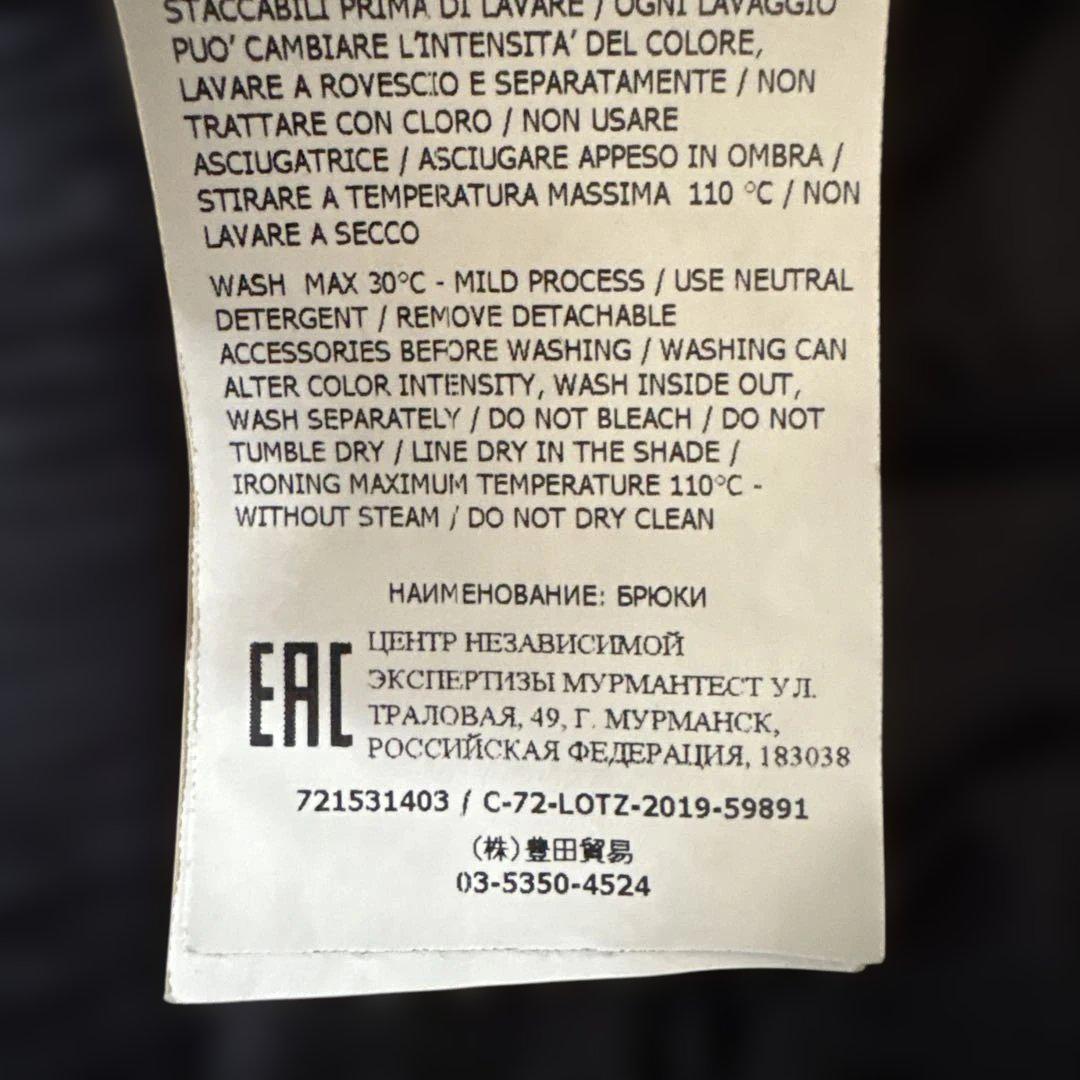 STACCABILI PRIMA DI LAVARE / OGNI LAVAGGIO
PUO' CAMBIARE L'INTENSITA' DEL COLORE,
LAVARE A ROVESCIO E SEPARATAMENTE / NON
TRATTARE CON CLORO / NON USARE
ASCIUGATRICE / ASCIUGARE APPESO IN OMBRA /
STIRARE A TEMPERATURA MASSIMA 110 °C / NON
LAVARE A SECCO
WASH MAX 30°C - MILD PROCESS / USE NEUTRAL
DETERGENT / REMOVE DETACHABLE
ACCESSORIES BEFORE WASHING / WASHING CAN
ALTER COLOR INTENSITY, WASH INSIDE OUT,
WASH SEPARATELY / DO NOT BLEACH / DO NOT
TUMBLE DRY / LINE DRY IN THE SHADE /
IRONING MAXIMUM TEMPERATURE 110°C -
WITHOUT STEAM / DO NOT DRY CLEAN
НАИМЕНОВАНИЕ: БРЮКИ
EAC
ЦЕНТР НЕЗАВИСИМОЙ
ЭКСПЕРТИЗЫ МУРМАНТЕСТ УЛ.
ТРАЛОВАЯ, 49, Г. МУРМАНСК,
РОССИЙСКАЯ ФЕДЕРАЦИЯ, 183038
721531403 / C-72-LOTZ-2019-59891
(株)豊田貿易
03-5350-4524